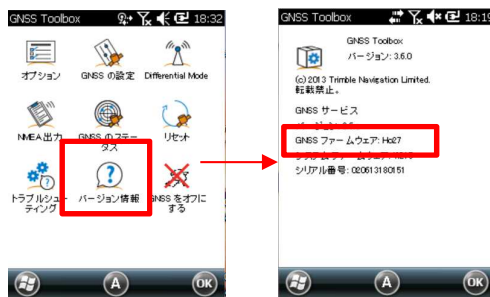 GNSS Toolbox 18:32
オプション GNSS の設定 Differential Mode
NMEA出力 GNSS のステータス リセット
トラブルシューティング バージョン情報 GNSS をオフにする
A OK
GNSS Toolbox 18:19
GNSS Toolbox
バージョン: 3.6.0
(c) 2013 Trimble Navigation Limited.
転載禁止。
GNSS サービス
GNSS ファームウェア: Ho27
シリアル番号: 020613180151
A OK